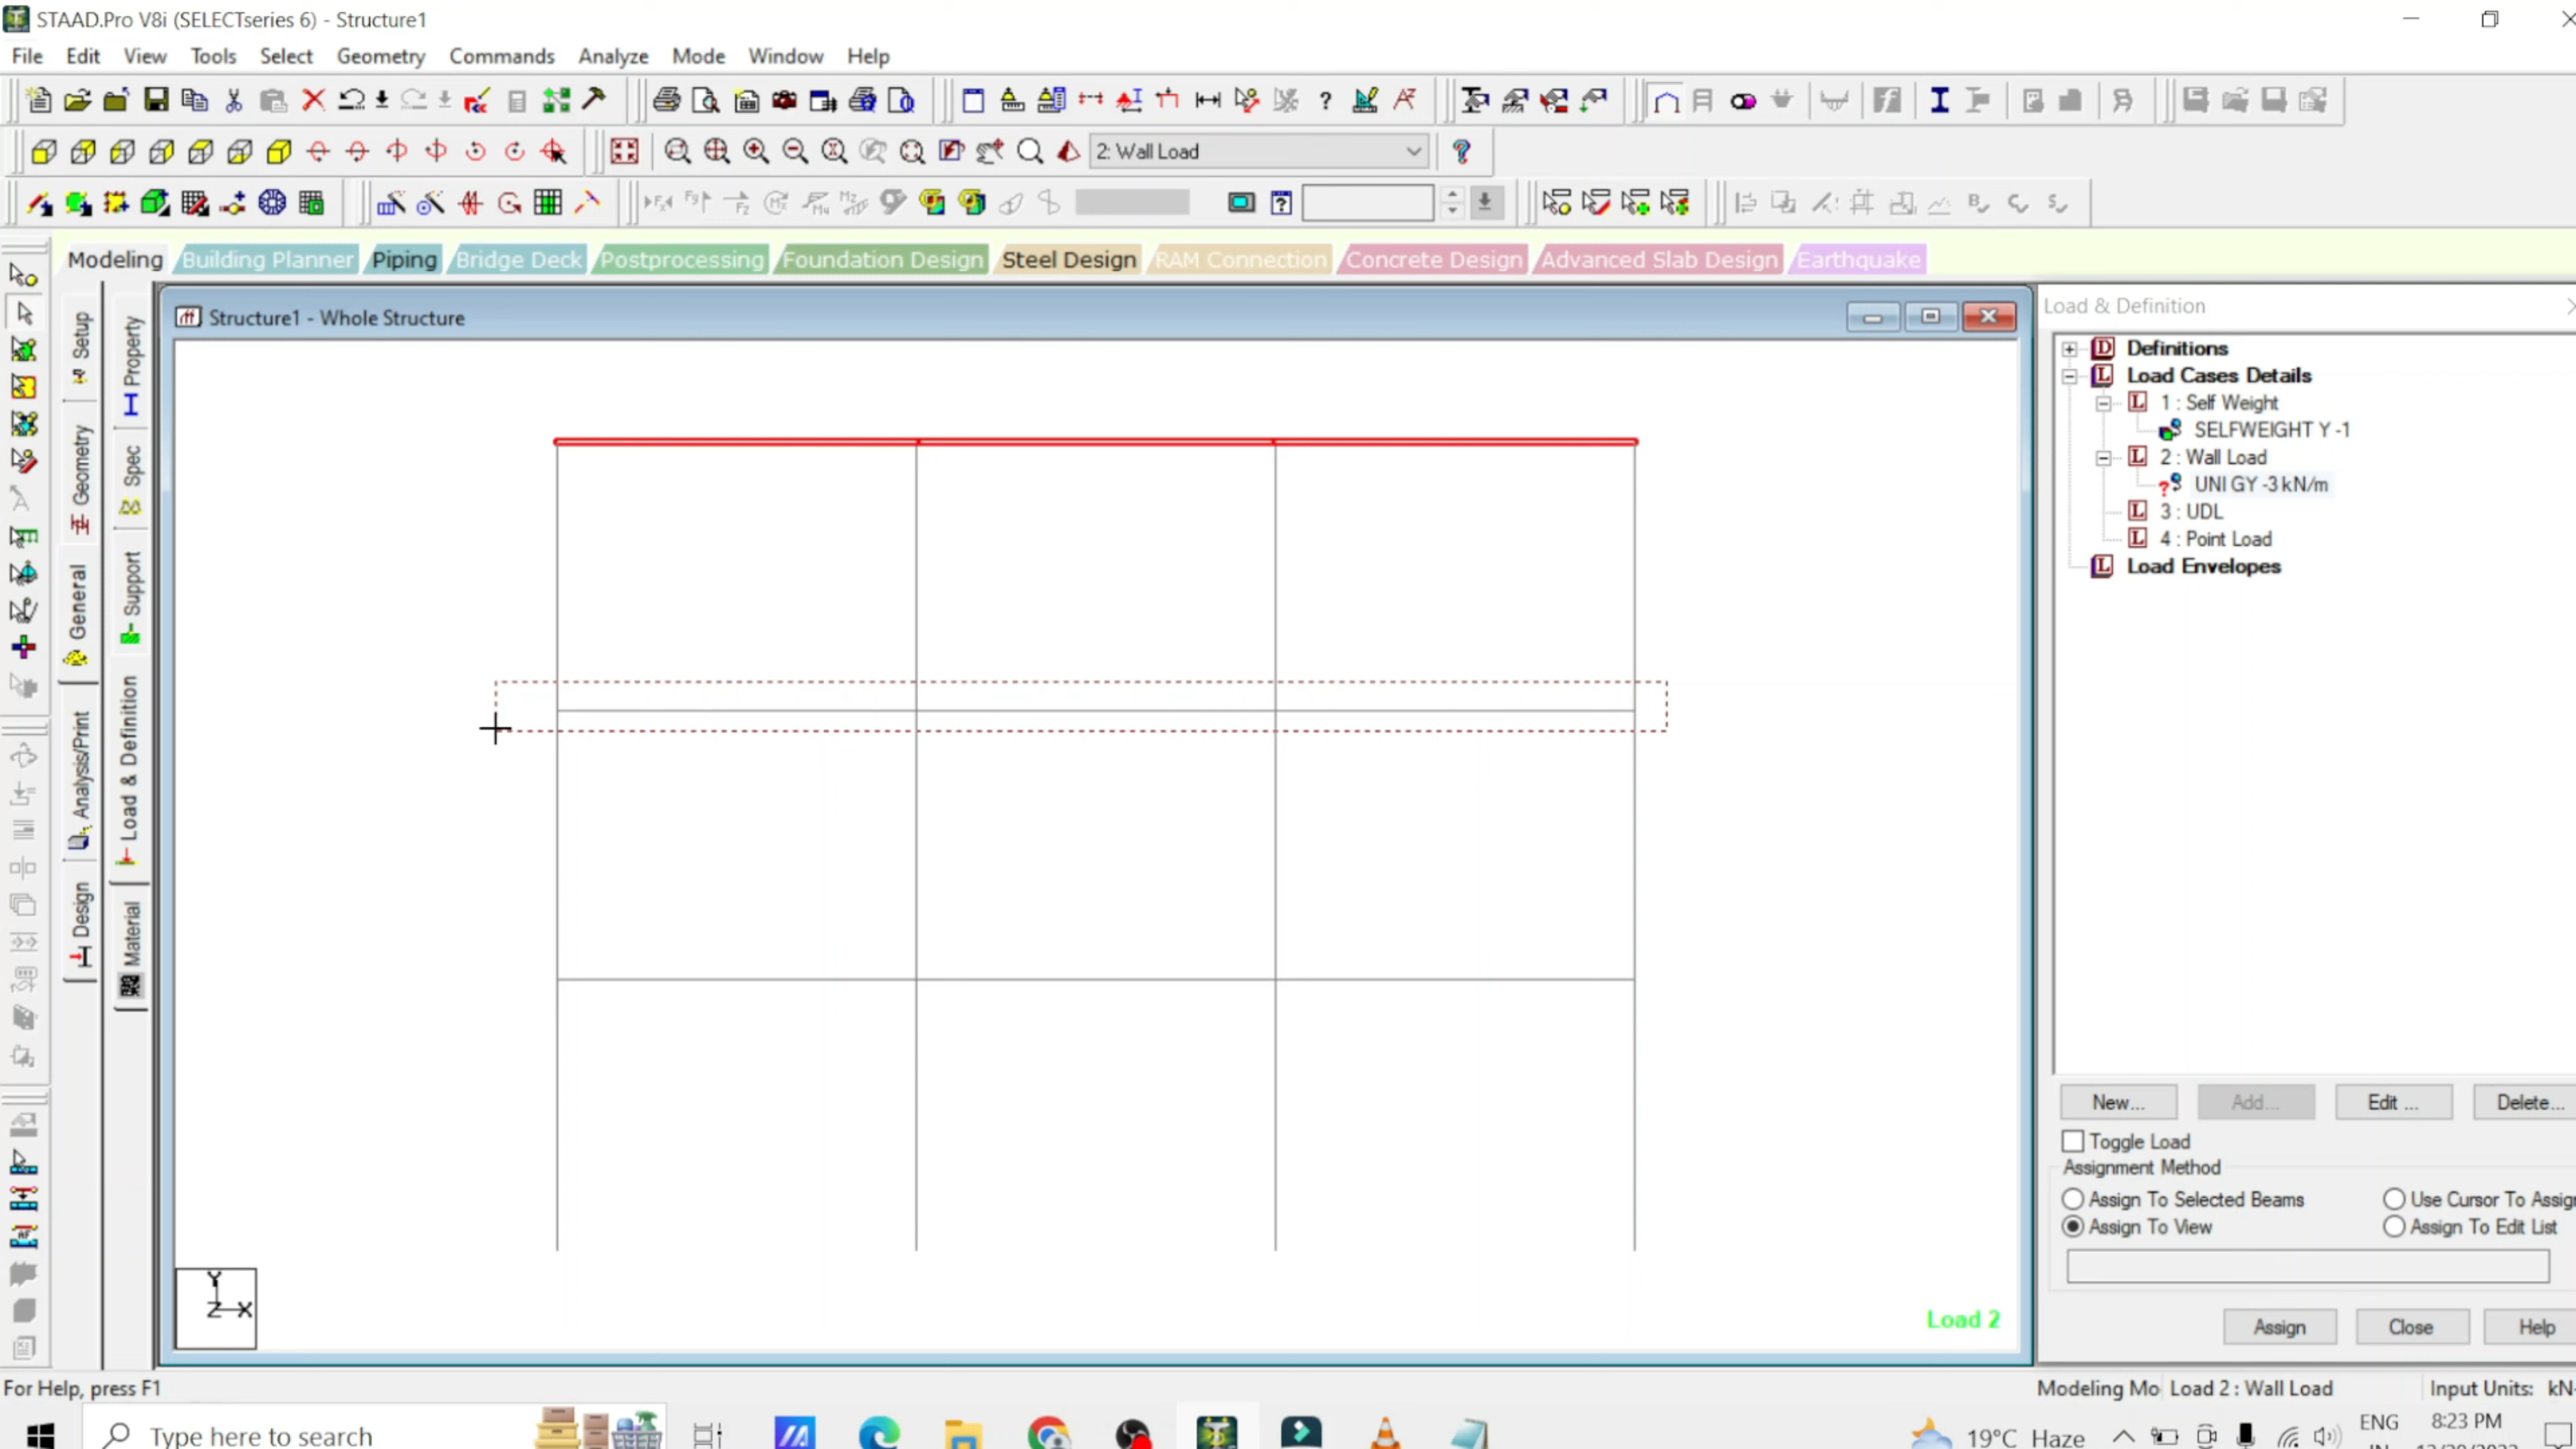 STAAD.Pro V8i (SELECTseries 6) - Structure1
File Edit View Tools Select Geometry Commands Analyze Mode Window Help
2: Wall Load
Modeling Building Planner Piping Bridge Deck Postprocessing Foundation Design Steel Design RAM Connection Concrete Design Advanced Slab Design Earthquake
Structure1 - Whole Structure
Load & Definition
Setup
Geometry
General
Analysis/Print
Design
Property
Spec
Support
Load & Definition
Material
Definitions
Load Cases Details
1 : Self Weight
SELFWEIGHT Y -1
2 : Wall Load
UNI GY -3 kN/m
3 : UDL
4 : Point Load
Load Envelopes
New... Add... Edit ... Delete...
Toggle Load
Assignment Method
Assign To Selected Beams Use Cursor To Assig
Assign To View Assign To Edit List
Assign Close Help
Y
Z X
Load 2
For Help, press F1
Modeling Mo Load 2 : Wall Load Input Units: kN-
Type here to search
19°C Haze
ENG
8:23 PM